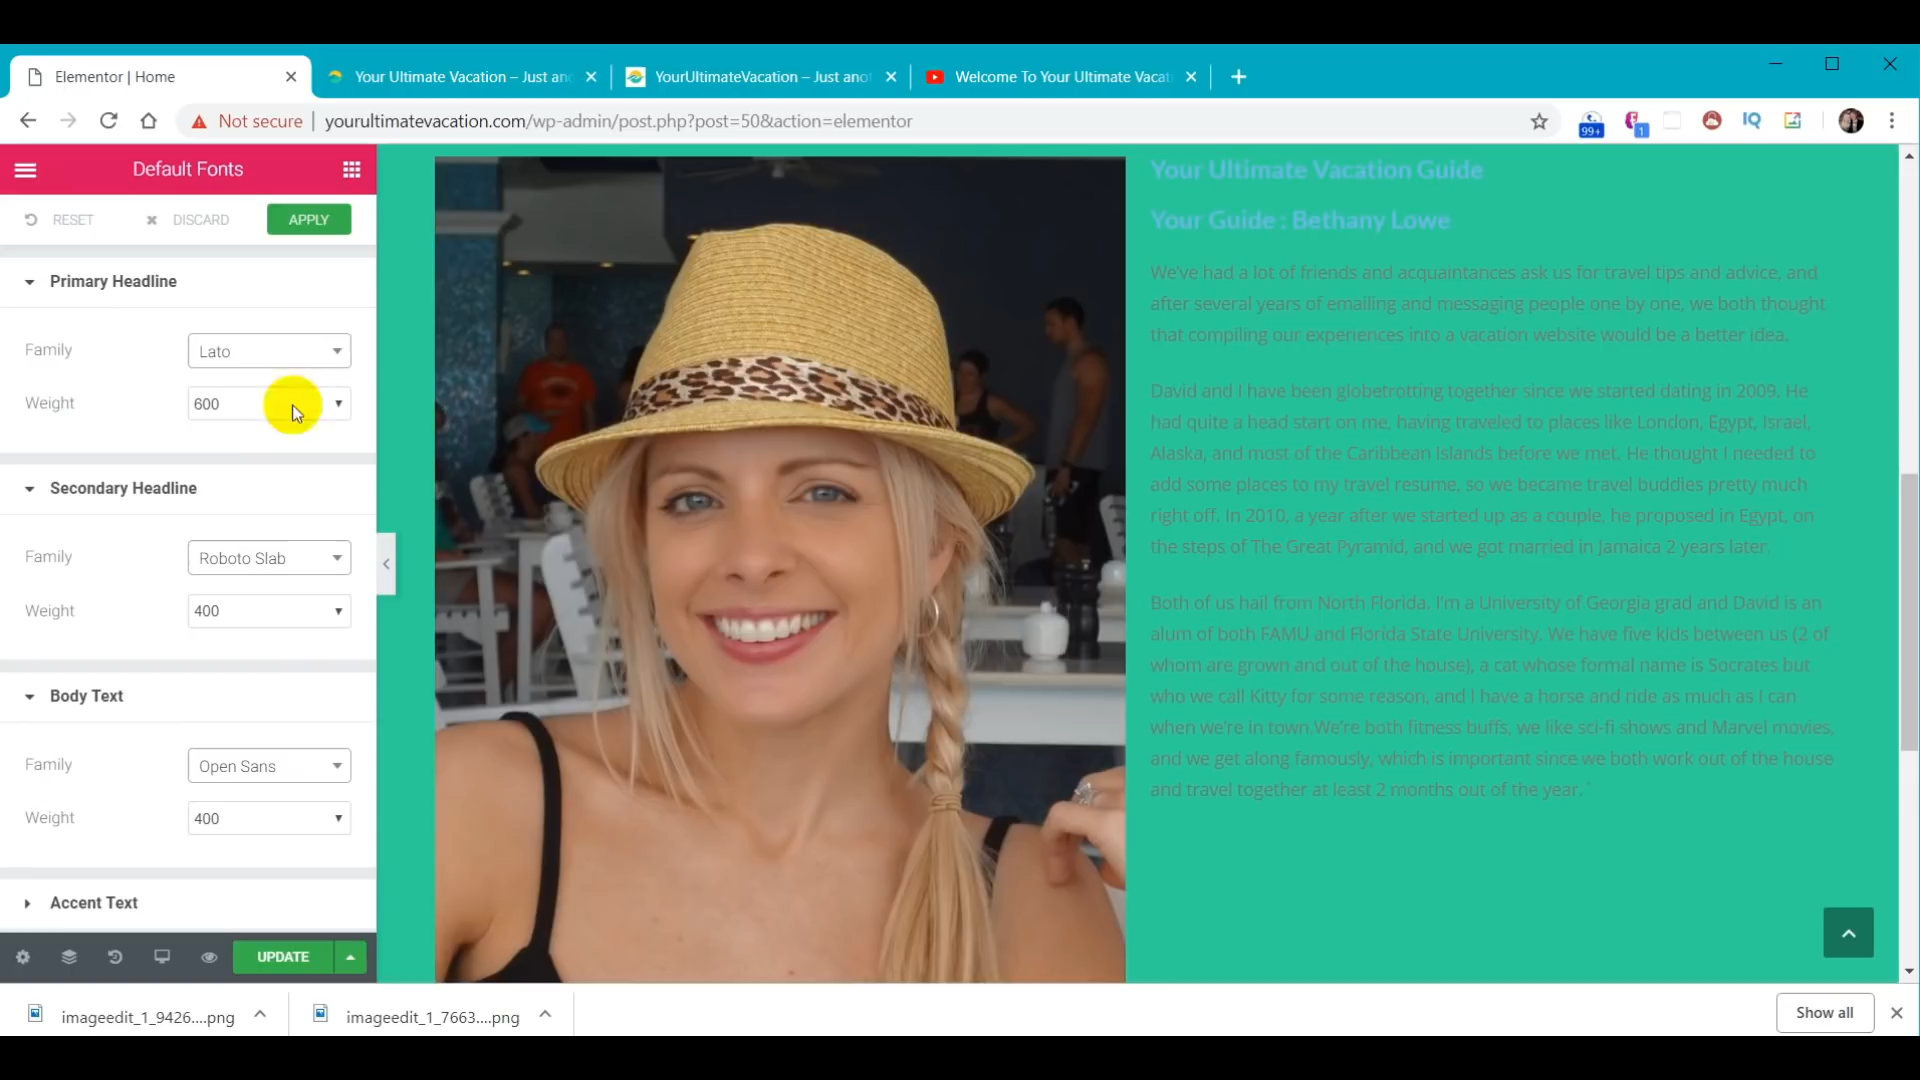 Elementor | Home
Your Ultimate Vacation – Just an
YourUltimateVacation – Just anot
Welcome To Your Ultimate Vacat
Not secure | yourultimatevacation.com/wp-admin/post.php?post=50&action=elementor
99+
1
IQ
Default Fonts
RESET
DISCARD
APPLY
Primary Headline
Family
Lato
Weight
600
Secondary Headline
Family
Roboto Slab
Weight
400
Body Text
Family
Open Sans
Weight
400
Accent Text
UPDATE
Your Ultimate Vacation Guide
Your Guide : Bethany Lowe
We've had a lot of friends and acquaintances ask us for travel tips and advice, and
after several years of emailing and messaging people one by one, we both thought
that compiling our experiences into a vacation website would be a better idea.
David and I have been globetrotting together since we started dating in 2009. He
had quite a head start on me, having traveled to places like London, Egypt, Israel,
Alaska, and most of the Caribbean Islands before we met. He thought I needed to
add some places to my travel resume, so we became travel buddies pretty much
right off. In 2010, a year after we started up as a couple, he proposed in Egypt, on
the steps of The Great Pyramid, and we got married in Jamaica 2 years later.
Both of us hail from North Florida. I'm a University of Georgia grad and David is an
alum of both FAMU and Florida State University. We have five kids between us (2 of
whom are grown and out of the house), a cat whose formal name is Socrates but
who we call Kitty for some reason, and I have a horse and ride as much as I can
when we're in town.We're both fitness buffs, we like sci-fi shows and Marvel movies,
and we get along famously, which is important since we both work out of the house
and travel together at least 2 months out of the year.
imageedit_1_9426....png
imageedit_1_7663....png
Show all